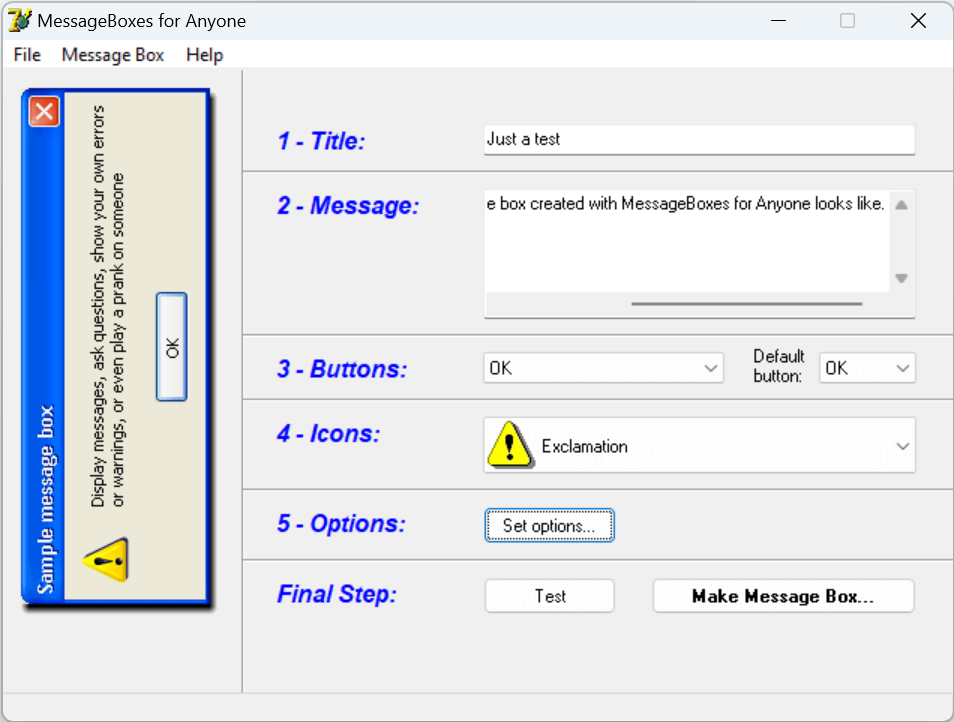 MessageBoxes for Anyone
File Message Box Help
Sample message box
Display messages, ask questions, show your own errors
or warnings, or even play a prank on someone
OK
1 - Title:
Just a test
2 - Message:
e box created with MessageBoxes for Anyone looks like.
3 - Buttons:
OK
Default
button:
OK
4 - Icons:
Exclamation
5 - Options:
Set options...
Final Step:
Test
Make Message Box...